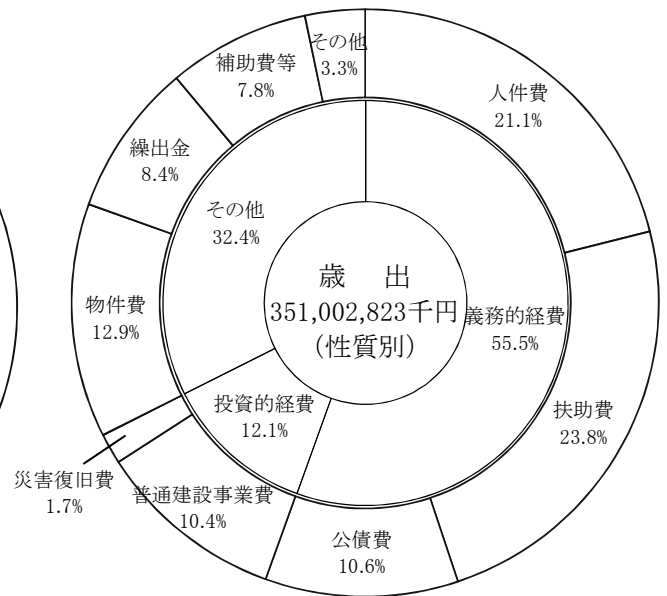 歳　出
351,002,823千円
（性質別）
義務的経費
55.5%
投資的経費
12.1%
その他
32.4%
人件費
21.1%
扶助費
23.8%
公債費
10.6%
普通建設事業費
10.4%
災害復旧費
1.7%
物件費
12.9%
繰出金
8.4%
補助費等
7.8%
その他
3.3%